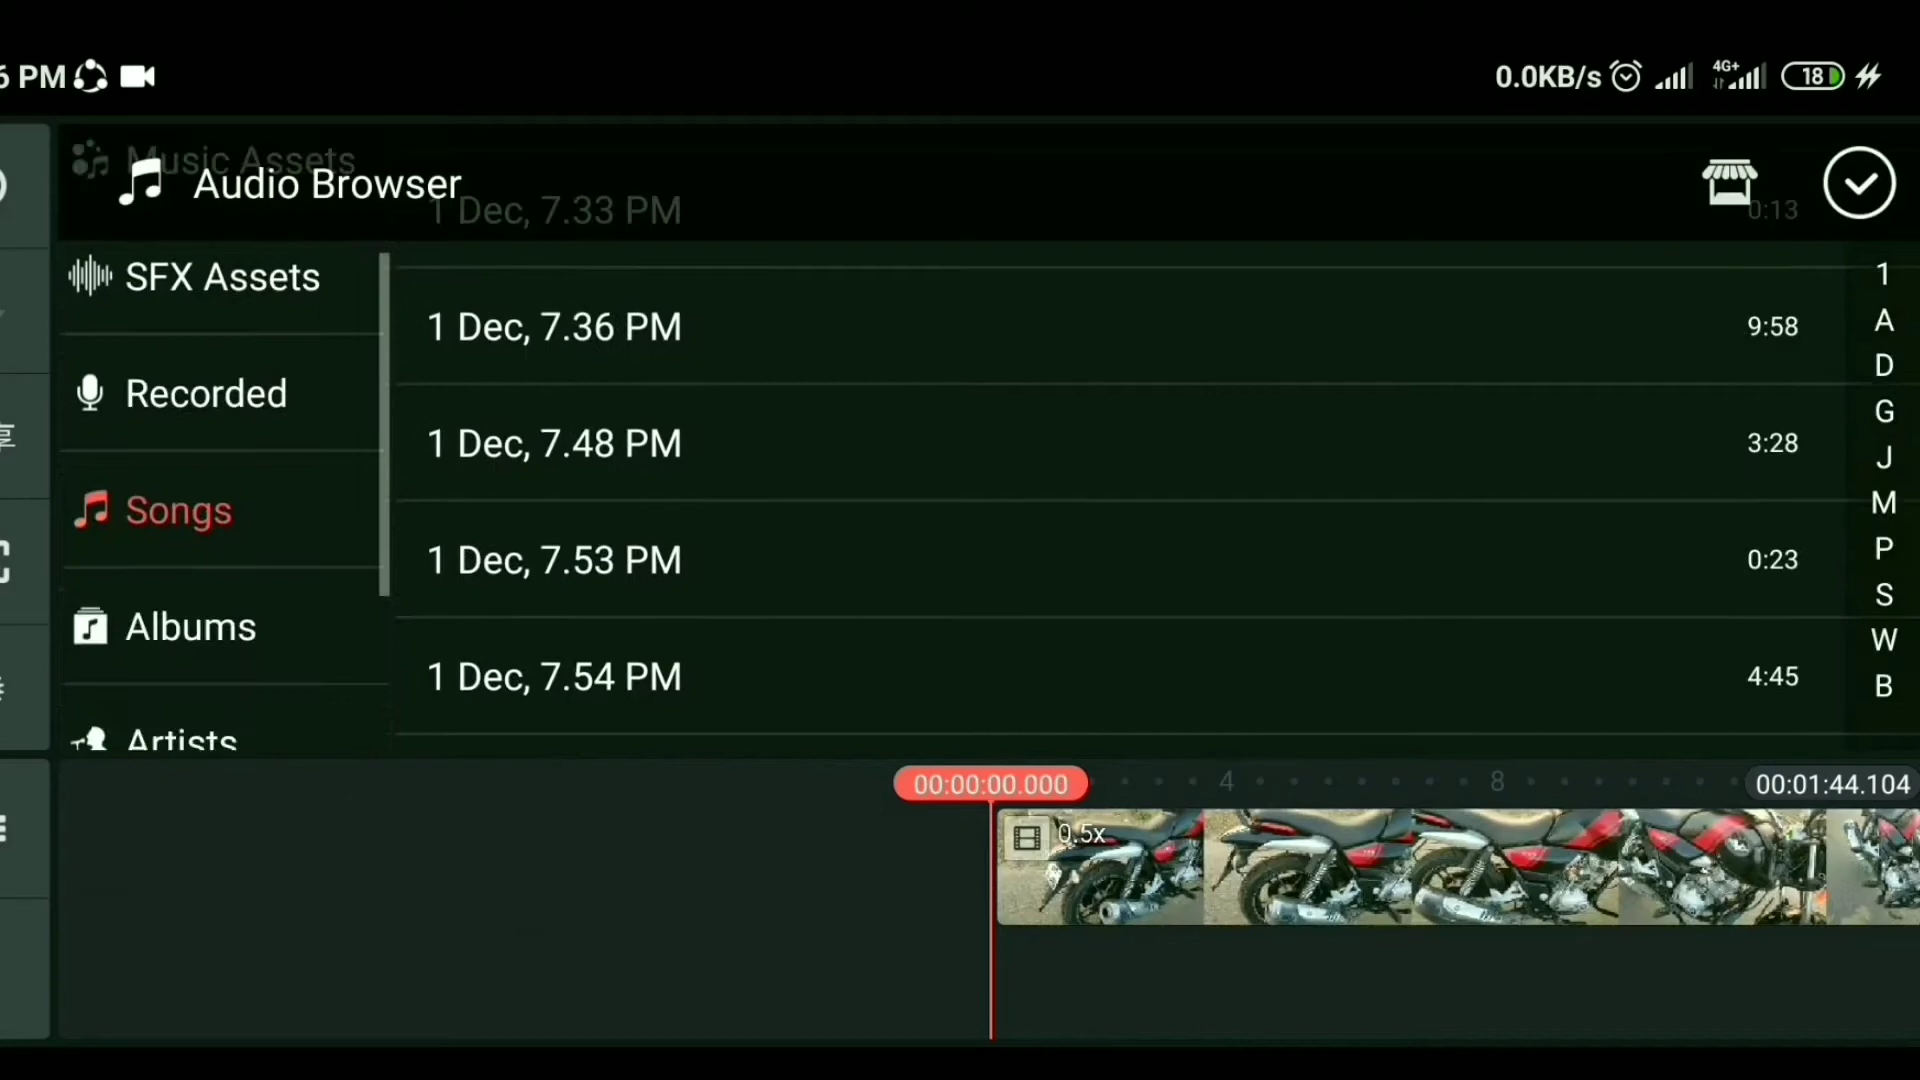 6 PM
0.0KB/s 4G+ 18
Music Assets
Audio Browser
1 Dec, 7.33 PM 0:13
SFX Assets
Recorded
Songs
Albums
Artists
1 Dec, 7.36 PM 9:58
1 Dec, 7.48 PM 3:28
1 Dec, 7.53 PM 0:23
1 Dec, 7.54 PM 4:45
1
A
D
G
J
M
P
S
W
B
00:00:00.000 4 8 00:01:44.104
0.5x